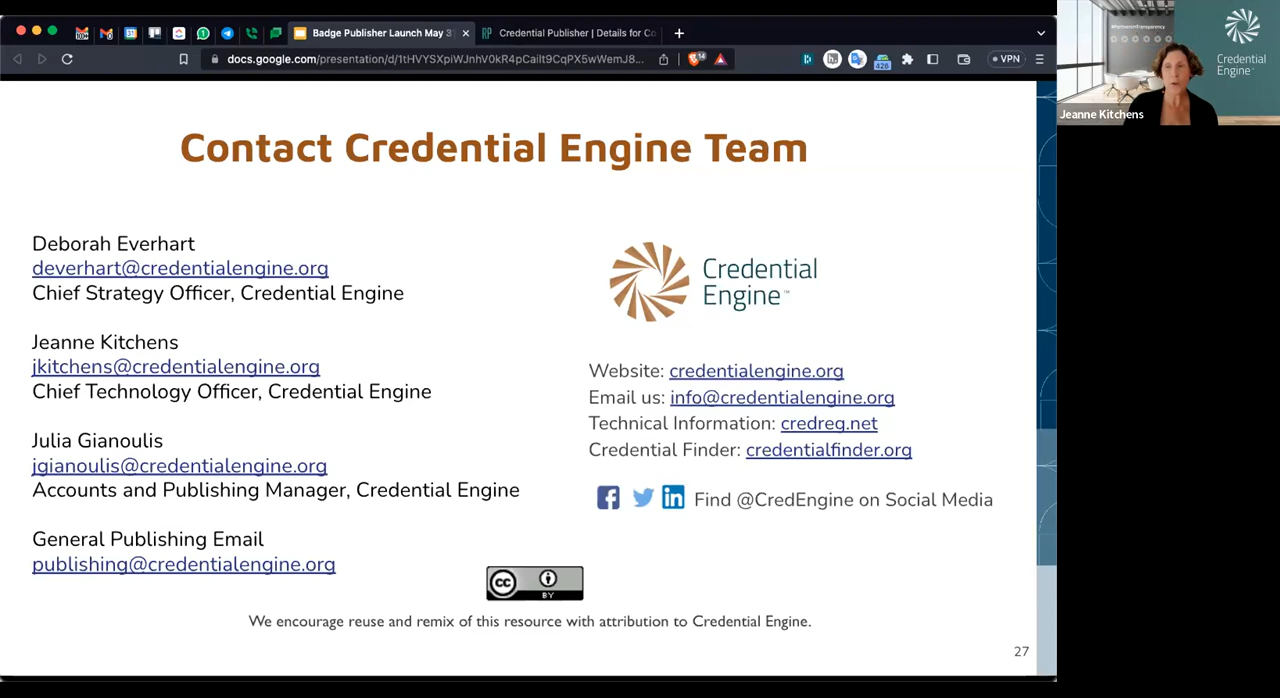 Badge Publisher Launch May 3
Credential Publisher | Details for Co
docs.google.com/presentation/d/1tHVYSXpiWJnhV0kR4pCailt9CqPX5wWemJ8...
14
426
VPN
Contact Credential Engine Team
Deborah Everhart
deverhart@credentialengine.org
Chief Strategy Officer, Credential Engine
Jeanne Kitchens
jkitchens@credentialengine.org
Chief Technology Officer, Credential Engine
Julia Gianoulis
jgianoulis@credentialengine.org
Accounts and Publishing Manager, Credential Engine
General Publishing Email
publishing@credentialengine.org
Credential
Engine™
Website: credentialengine.org
Email us: info@credentialengine.org
Technical Information: credreg.net
Credential Finder: credentialfinder.org
Find @CredEngine on Social Media
CC BY
We encourage reuse and remix of this resource with attribution to Credential Engine.
27
Credential
Engine
Jeanne Kitchens